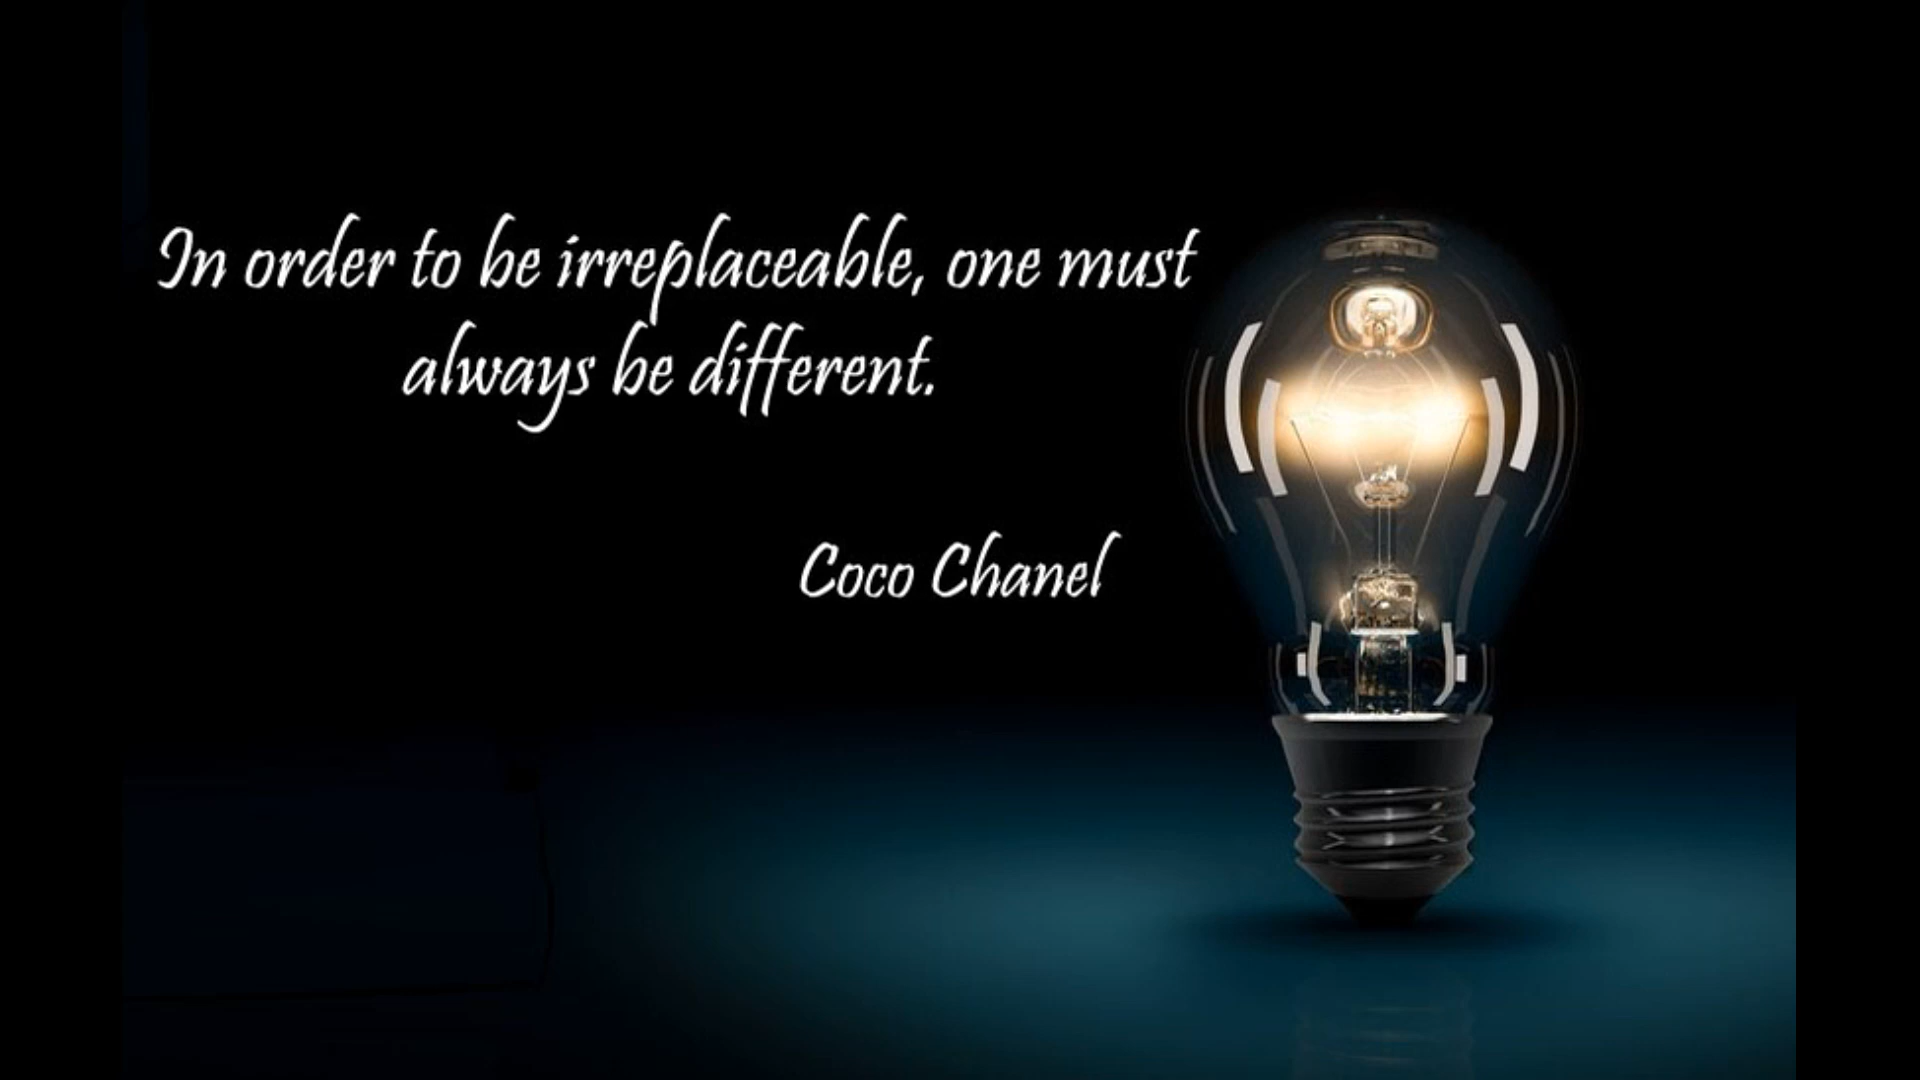 In order to be irreplaceable, one must
always be different.
Coco Chanel